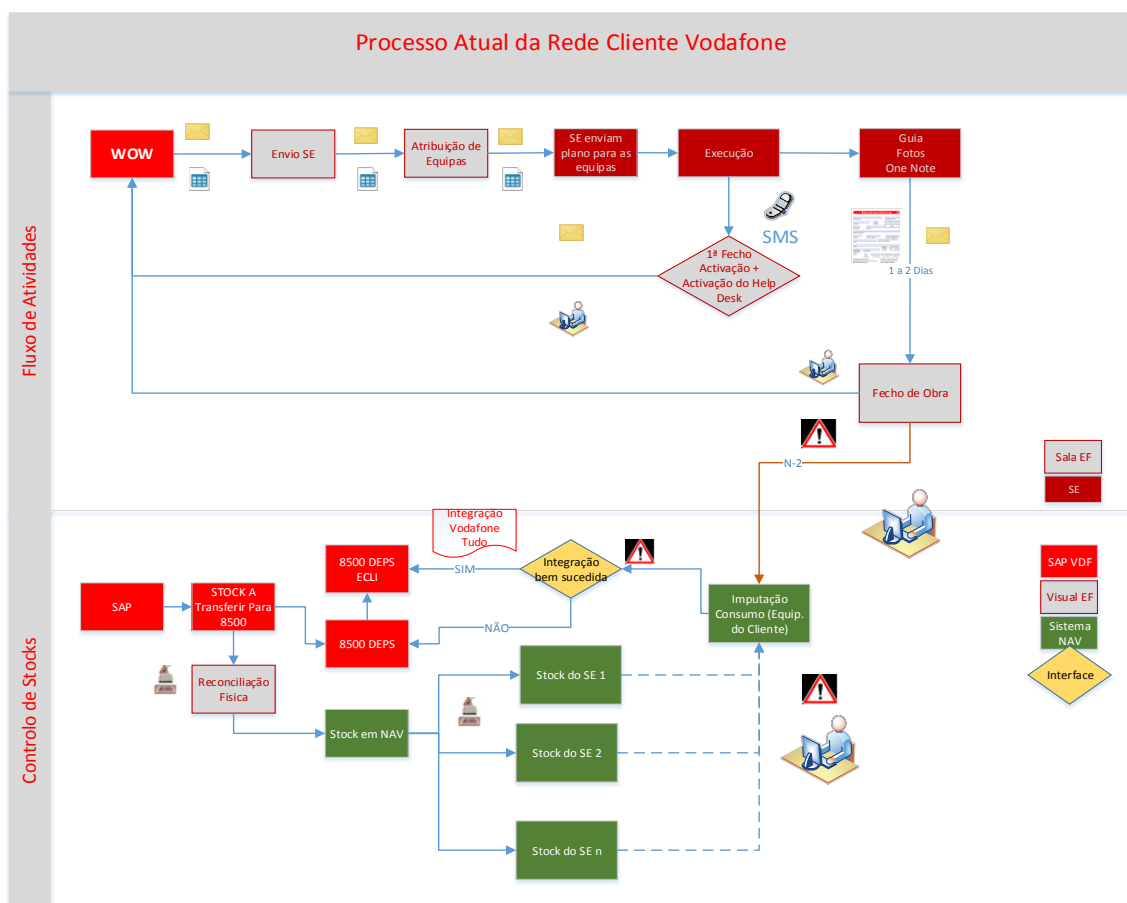 Processo Atual da Rede Cliente Vodafone
Fluxo de Atividades
WOW
Envio SE
Atribuição de
Equipas
SE enviam
plano para as
equipas
Execução
Guia
Fotos
One Note
SMS
1ª Fecho
Activação +
Activação do Help
Desk
1 a 2 Dias
Fecho de Obra
N-2
Sala EF
SE
Controlo de Stocks
Integração
Vodafone
Tudo
8500 DEPS
ECLI
SIM
Integração
bem sucedida
SAP
STOCK A
Transferir Para
8500
8500 DEPS
NÃO
Imputação
Consumo (Equip.
do Cliente)
Reconciliação
Fisica
Stock em NAV
Stock do SE 1
Stock do SE 2
Stock do SE n
SAP VDF
Visual EF
Sistema
NAV
Interface